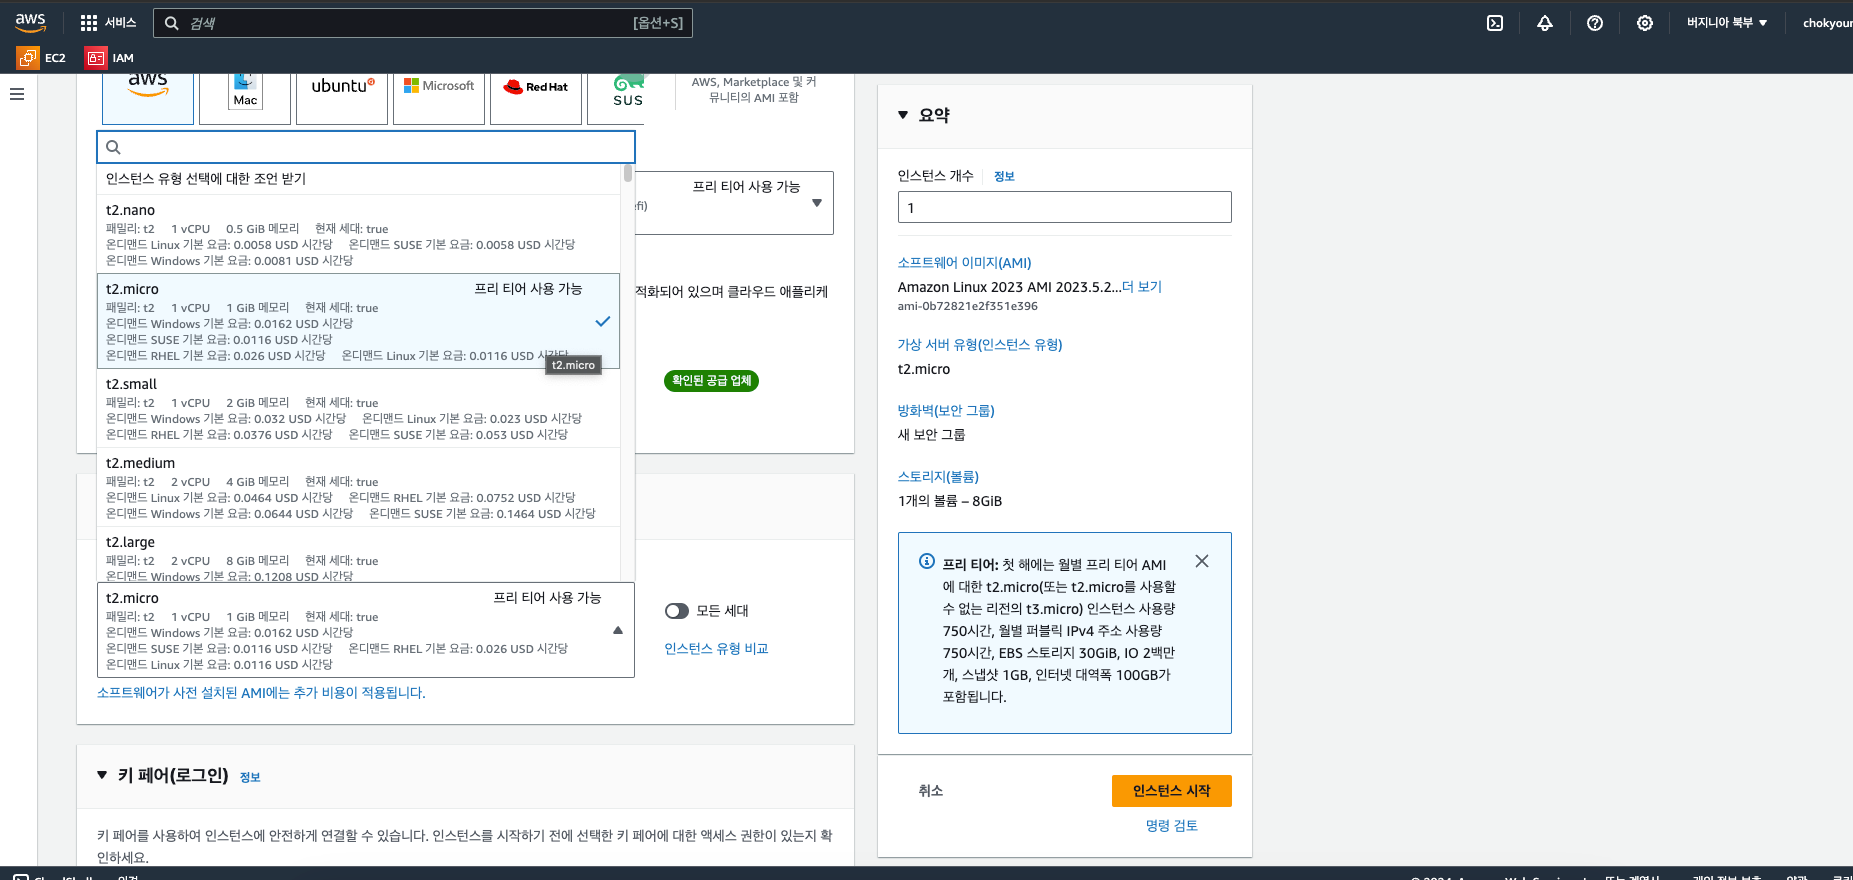 aws
서비스
검색
[옵션+S]
버지니아 북부
EC2
IAM
aws
Mac
ubuntu
Microsoft
Red Hat
SUS
AWS, Marketplace 및 커
뮤니티의 AMI 포함
인스턴스 유형 선택에 대한 조언 받기
t2.nano
패밀리: t2 1 vCPU 0.5 GiB 메모리 현재 세대: true
온디맨드 Linux 기본 요금: 0.0058 USD 시간당 온디맨드 SUSE 기본 요금: 0.0058 USD 시간당
온디맨드 Windows 기본 요금: 0.0081 USD 시간당
t2.micro 프리 티어 사용 가능
패밀리: t2 1 vCPU 1 GiB 메모리 현재 세대: true
온디맨드 Windows 기본 요금: 0.0162 USD 시간당
온디맨드 SUSE 기본 요금: 0.0116 USD 시간당
온디맨드 RHEL 기본 요금: 0.026 USD 시간당 온디맨드 Linux 기본 요금: 0.0116 USD 시간당
t2.micro
t2.small
패밀리: t2 1 vCPU 2 GiB 메모리 현재 세대: true
온디맨드 Windows 기본 요금: 0.032 USD 시간당 온디맨드 Linux 기본 요금: 0.023 USD 시간당
온디맨드 RHEL 기본 요금: 0.0376 USD 시간당 온디맨드 SUSE 기본 요금: 0.053 USD 시간당
t2.medium
패밀리: t2 2 vCPU 4 GiB 메모리 현재 세대: true
온디맨드 Linux 기본 요금: 0.0464 USD 시간당 온디맨드 RHEL 기본 요금: 0.0752 USD 시간당
온디맨드 Windows 기본 요금: 0.0644 USD 시간당 온디맨드 SUSE 기본 요금: 0.1464 USD 시간당
t2.large
패밀리: t2 2 vCPU 8 GiB 메모리 현재 세대: true
온디맨드 Windows 기본 요금: 0.1208 USD 시간당
t2.micro 프리 티어 사용 가능
패밀리: t2 1 vCPU 1 GiB 메모리 현재 세대: true
온디맨드 Windows 기본 요금: 0.0162 USD 시간당
온디맨드 SUSE 기본 요금: 0.0116 USD 시간당 온디맨드 RHEL 기본 요금: 0.026 USD 시간당
온디맨드 Linux 기본 요금: 0.0116 USD 시간당
소프트웨어가 사전 설치된 AMI에는 추가 비용이 적용됩니다.
프리 티어 사용 가능
efi)
적화되어 있으며 클라우드 애플리케
확인된 공급 업체
모든 세대
인스턴스 유형 비교
키 페어(로그인) 정보
키 페어를 사용하여 인스턴스에 안전하게 연결할 수 있습니다. 인스턴스를 시작하기 전에 선택한 키 페어에 대한 액세스 권한이 있는지 확
인하세요.
요약
인스턴스 개수 정보
1
소프트웨어 이미지(AMI)
Amazon Linux 2023 AMI 2023.5.2...더 보기
ami-0b72821e2f351e396
가상 서버 유형(인스턴스 유형)
t2.micro
방화벽(보안 그룹)
새 보안 그룹
스토리지(볼륨)
1개의 볼륨 – 8GiB
프리 티어: 첫 해에는 월별 프리 티어 AMI
에 대한 t2.micro(또는 t2.micro를 사용할
수 없는 리전의 t3.micro) 인스턴스 사용량
750시간, 월별 퍼블릭 IPv4 주소 사용량
750시간, EBS 스토리지 30GiB, IO 2백만
개, 스냅샷 1GB, 인터넷 대역폭 100GB가
포함됩니다.
취소
인스턴스 시작
명령 검토